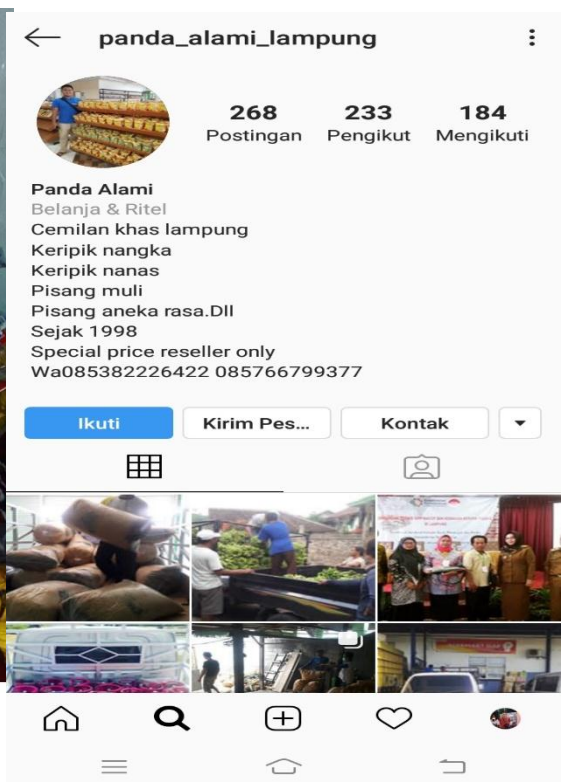 panda_alami_lampung
268 233 184
Postingan Pengikut Mengikuti
Panda Alami
Belanja & Ritel
Cemilan khas lampung
Keripik nangka
Keripik nanas
Pisang muli
Pisang aneka rasa.Dll
Sejak 1998
Special price reseller only
Wa085382226422 085766799377
Ikuti Kirim Pes... Kontak